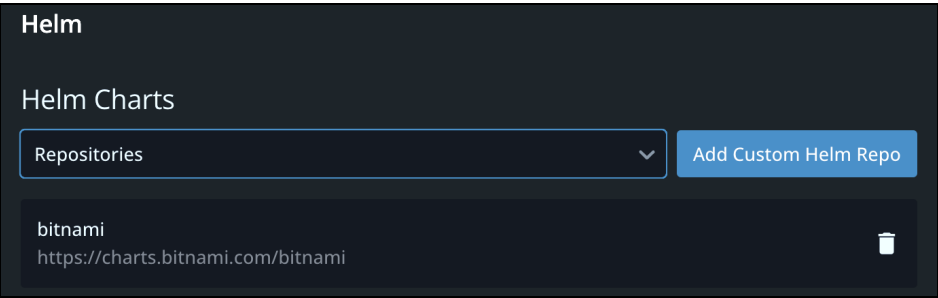 Helm
Helm Charts
Repositories
Add Custom Helm Repo
bitnami
https://charts.bitnami.com/bitnami